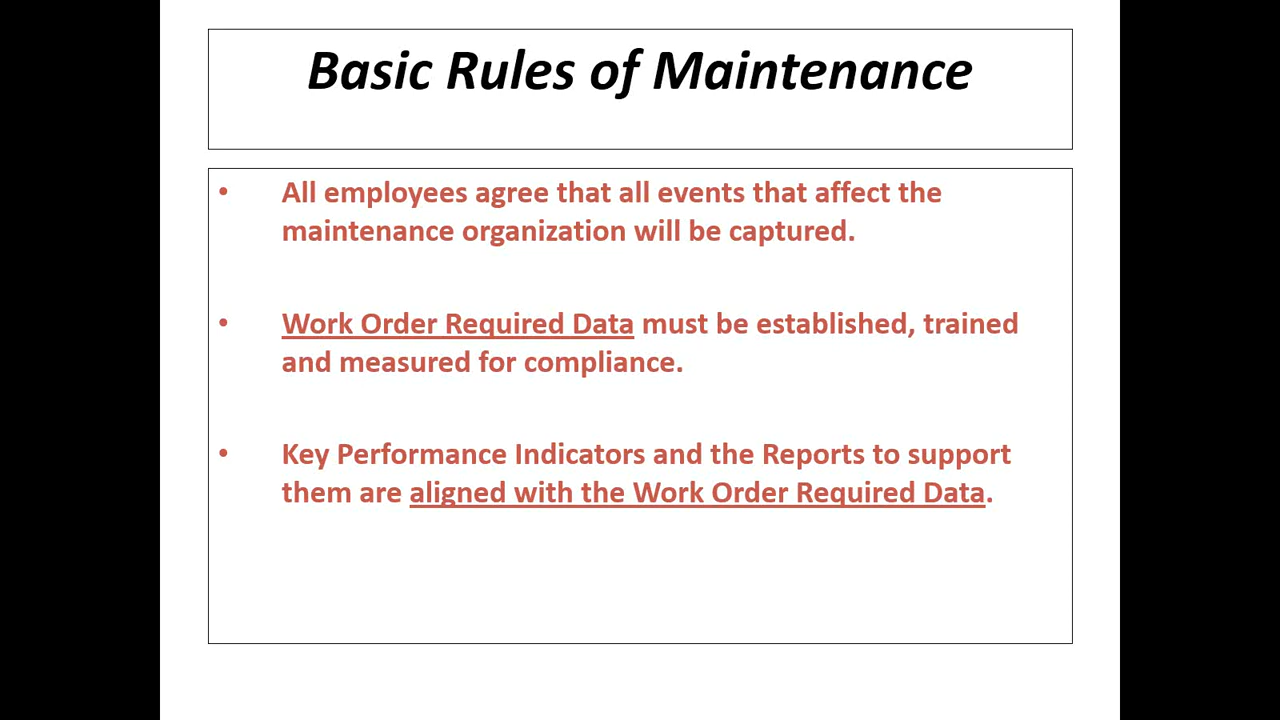 Basic Rules of Maintenance
• All employees agree that all events that affect the
maintenance organization will be captured.
• Work Order Required Data must be established, trained
and measured for compliance.
• Key Performance Indicators and the Reports to support
them are aligned with the Work Order Required Data.